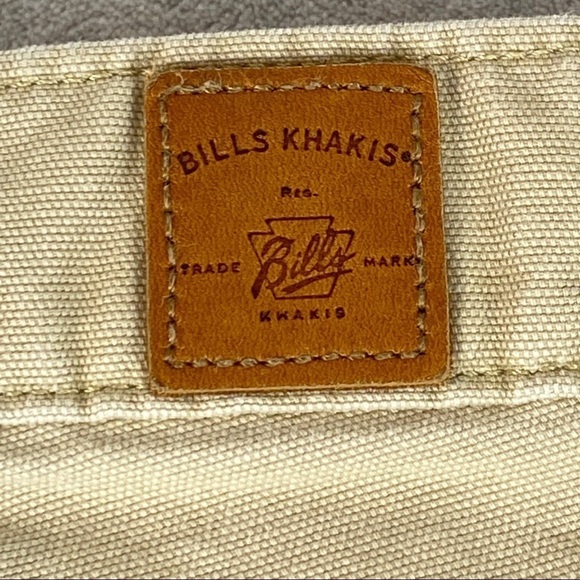 BILLS KHAKIS®
REG.
TRADE Bills MARK
KHAKIS